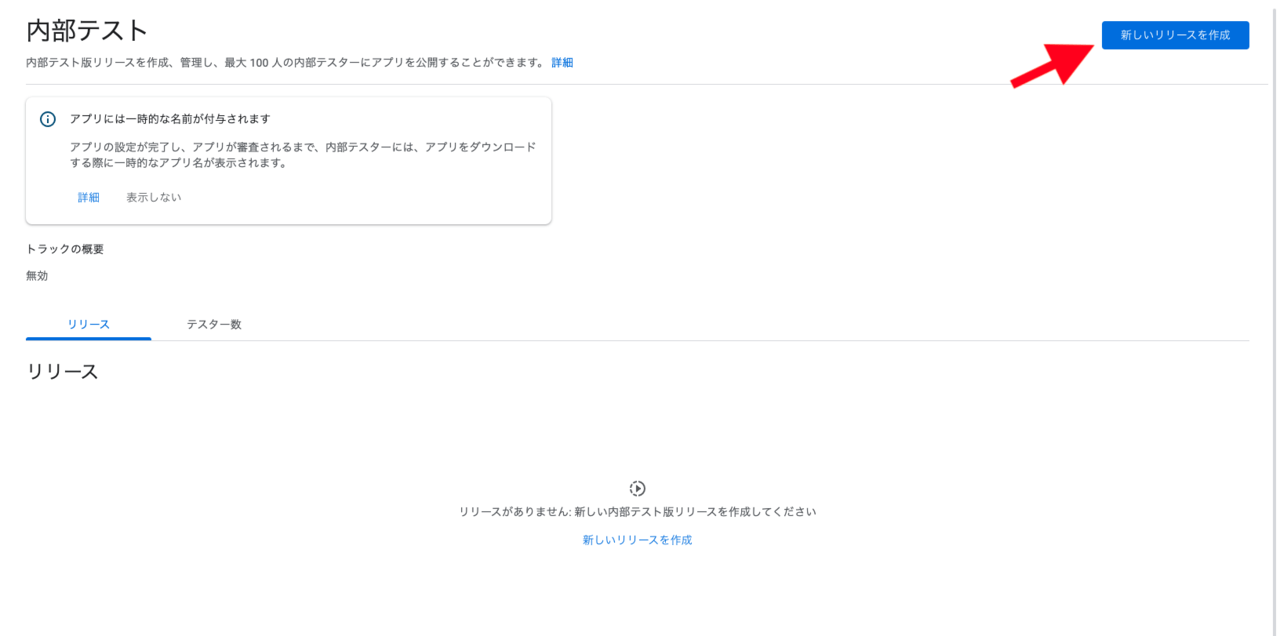 内部テスト
新しいリリースを作成
内部テスト版リリースを作成、管理し、最大 100 人の内部テスターにアプリを公開することができます。 詳細
アプリには一時的な名前が付与されます
アプリの設定が完了し、アプリが審査されるまで、内部テスターには、アプリをダウンロード
する際に一時的なアプリ名が表示されます。
詳細 表示しない
トラックの概要
無効
リリース テスター数
リリース
リリースがありません: 新しい内部テスト版リリースを作成してください
新しいリリースを作成